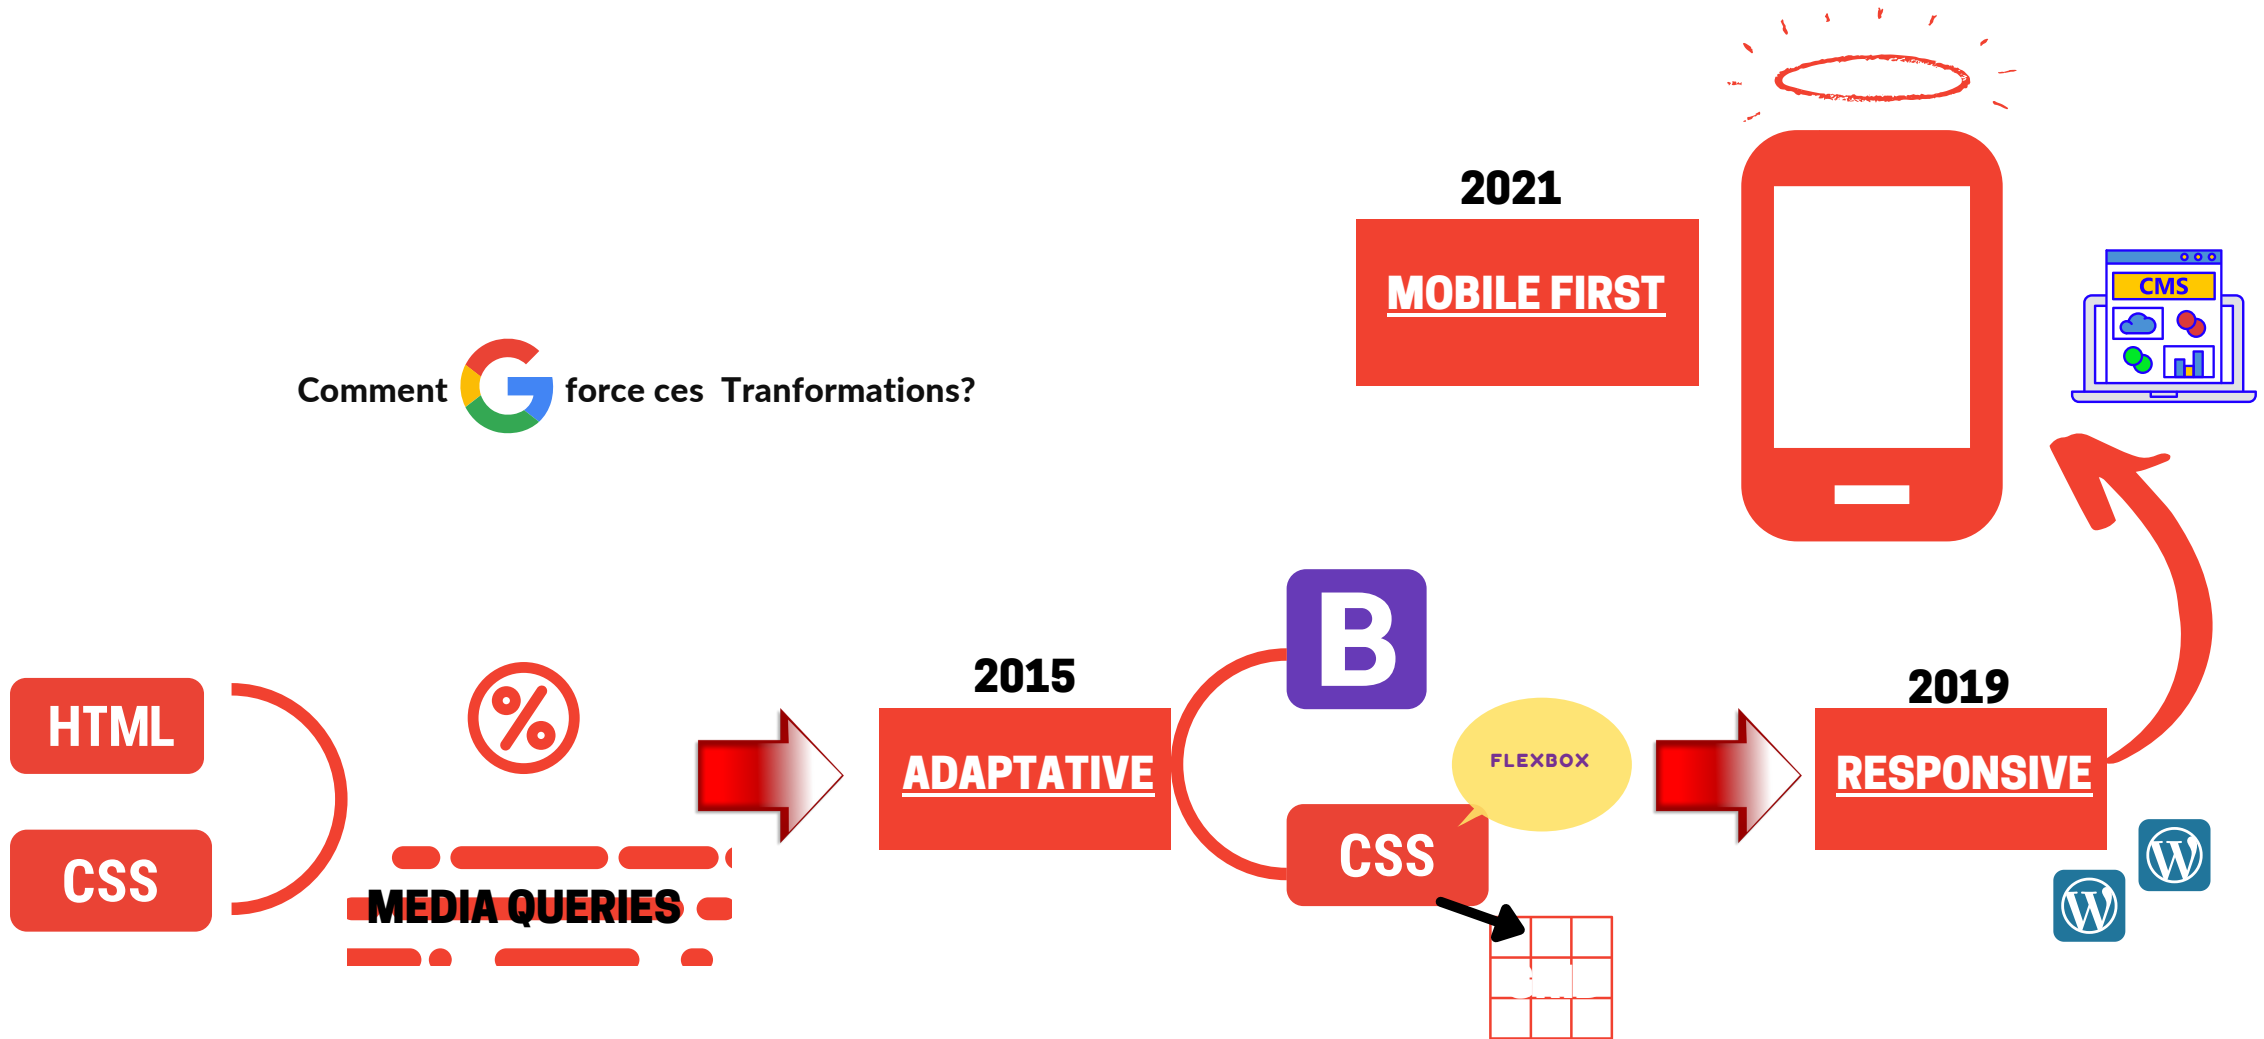 2021
MOBILE FIRST
CMS
Comment G force ces Tranformations?
HTML
CSS
%
MEDIA QUERIES
2015
ADAPTATIVE
B
FLEXBOX
CSS
2019
RESPONSIVE
W
W